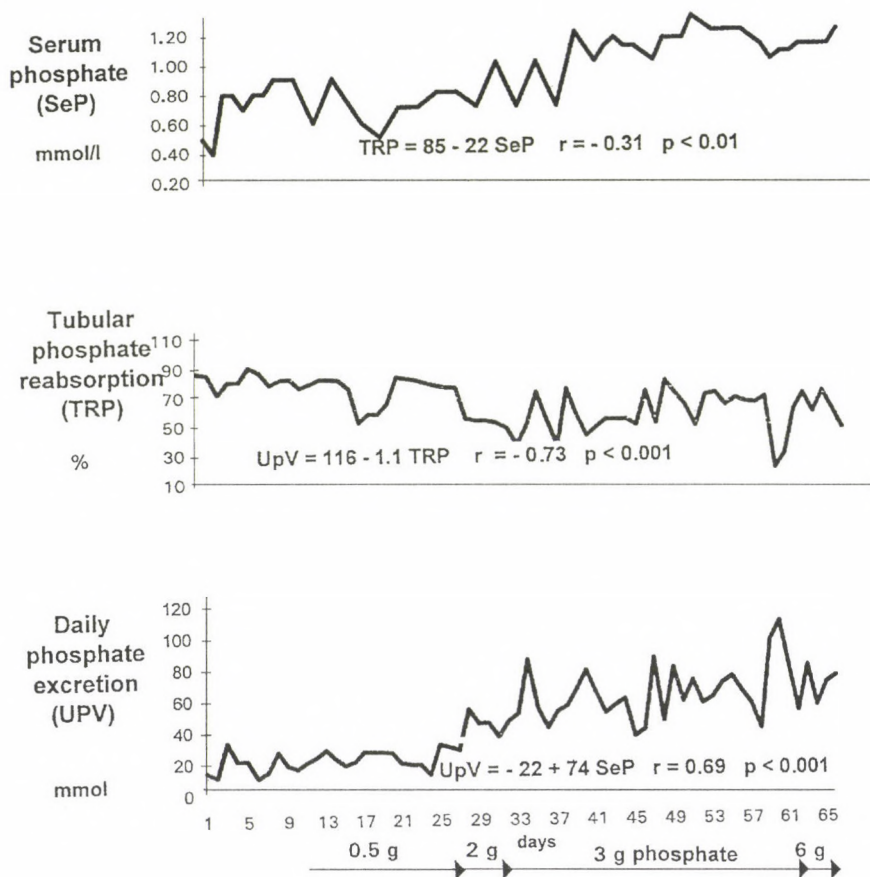 Serum
phosphate
(SeP)
mmol/l
1.20
1.00
0.80
0.60
0.40
0.20
TRP = 85 - 22 SeP r = - 0.31 p < 0.01
Tubular
phosphate
reabsorption
(TRP)
%
110
90
70
50
30
10
UpV = 116 - 1.1 TRP r = - 0.73 p < 0.001
Daily
phosphate
excretion
(UPV)
mmol
120
100
80
60
40
20
0
UpV = - 22 + 74 SeP r = 0.69 p < 0.001
1 5 9 13 17 21 25 29 33 37 41 45 49 53 57 61 65
days
0.5 g 2 g 3 g phosphate 6 g